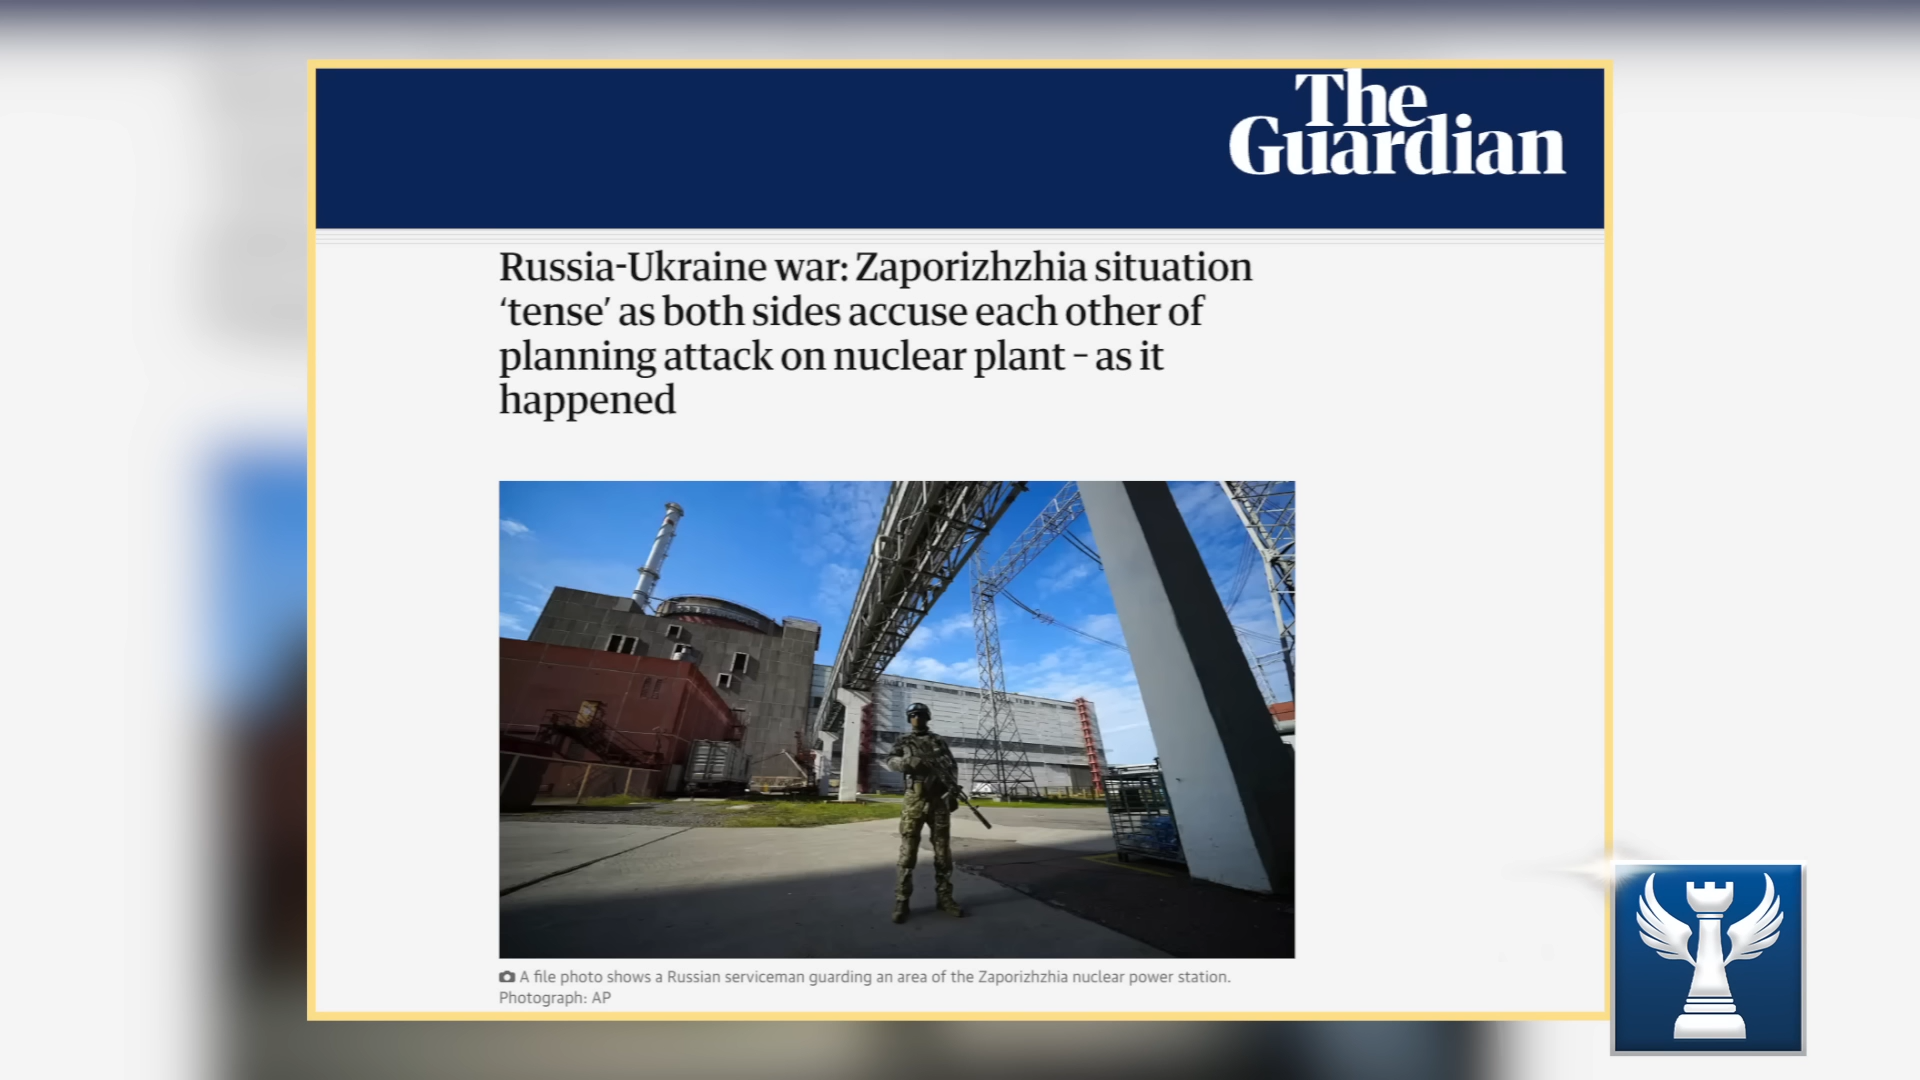 The
Guardian
Russia-Ukraine war: Zaporizhzhia situation
‘tense’ as both sides accuse each other of
planning attack on nuclear plant – as it
happened
A file photo shows a Russian serviceman guarding an area of the Zaporizhzhia nuclear power station.
Photograph: AP